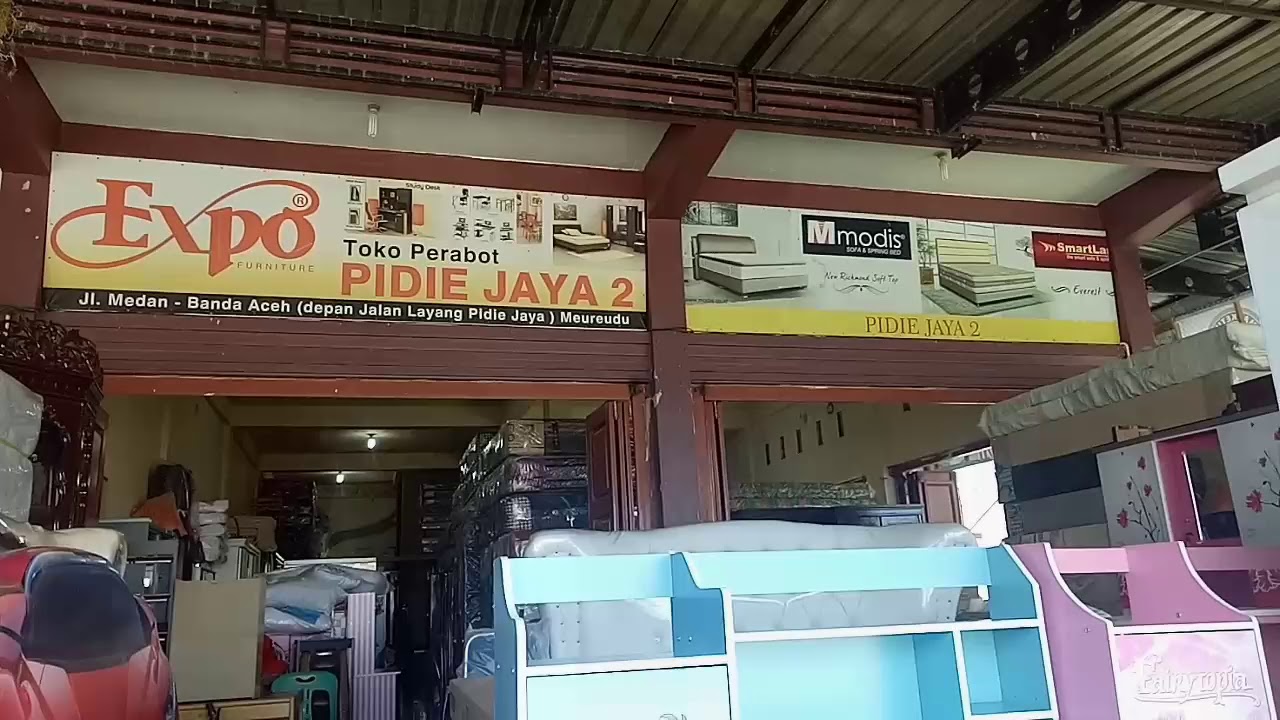 Expo®
FURNITURE
Study Desk
Toko Perabot
PIDIE JAYA 2
Jl. Medan - Banda Aceh (depan Jalan Layang Pidie Jaya ) Meureudu
Mmodis®
SOFA & SPRING BED
New Richmond Soft Top
SmartLa
Everest
PIDIE JAYA 2
Fairytopia